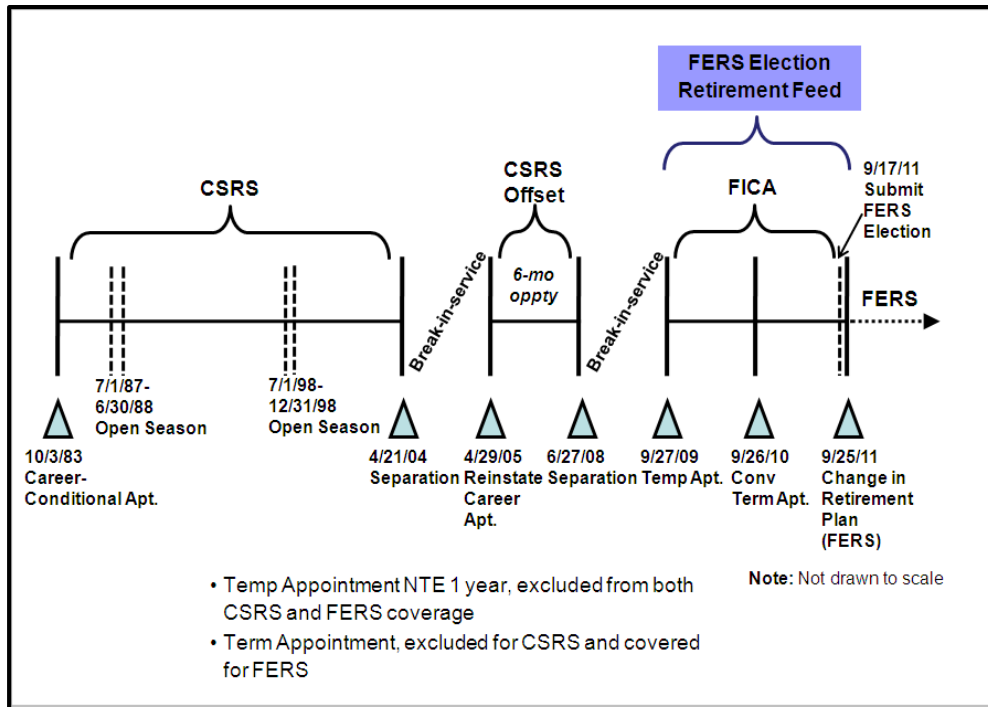 FERS Election
Retirement Feed
CSRS
CSRS
Offset
FICA
9/17/11
Submit
FERS
Election
Break-in-service
6-mo
oppty
Break-in-service
FERS
7/1/87-
6/30/88
Open Season
7/1/98-
12/31/98
Open Season
10/3/83
Career-
Conditional Apt.
4/21/04
Separation
4/29/05
Reinstate
Career
Apt.
6/27/08
Separation
9/27/09
Temp Apt.
9/26/10
Conv
Term Apt.
9/25/11
Change in
Retirement
Plan
(FERS)
Note: Not drawn to scale
• Temp Appointment NTE 1 year, excluded from both
CSRS and FERS coverage
• Term Appointment, excluded for CSRS and covered
for FERS